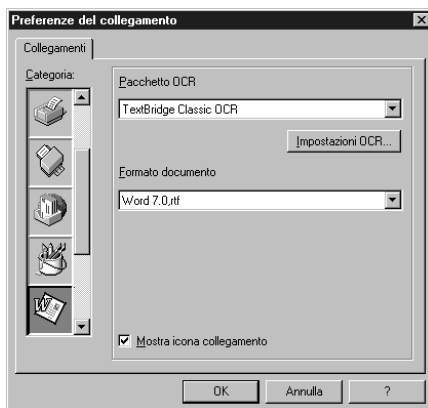 Preferenze del collegamento
Collegamenti
Categoria:
Pacchetto OCR
TextBridge Classic OCR
Impostazioni OCR...
Formato documento
Word 7.0,rtf
Mostra icona collegamento
OK Annulla ?